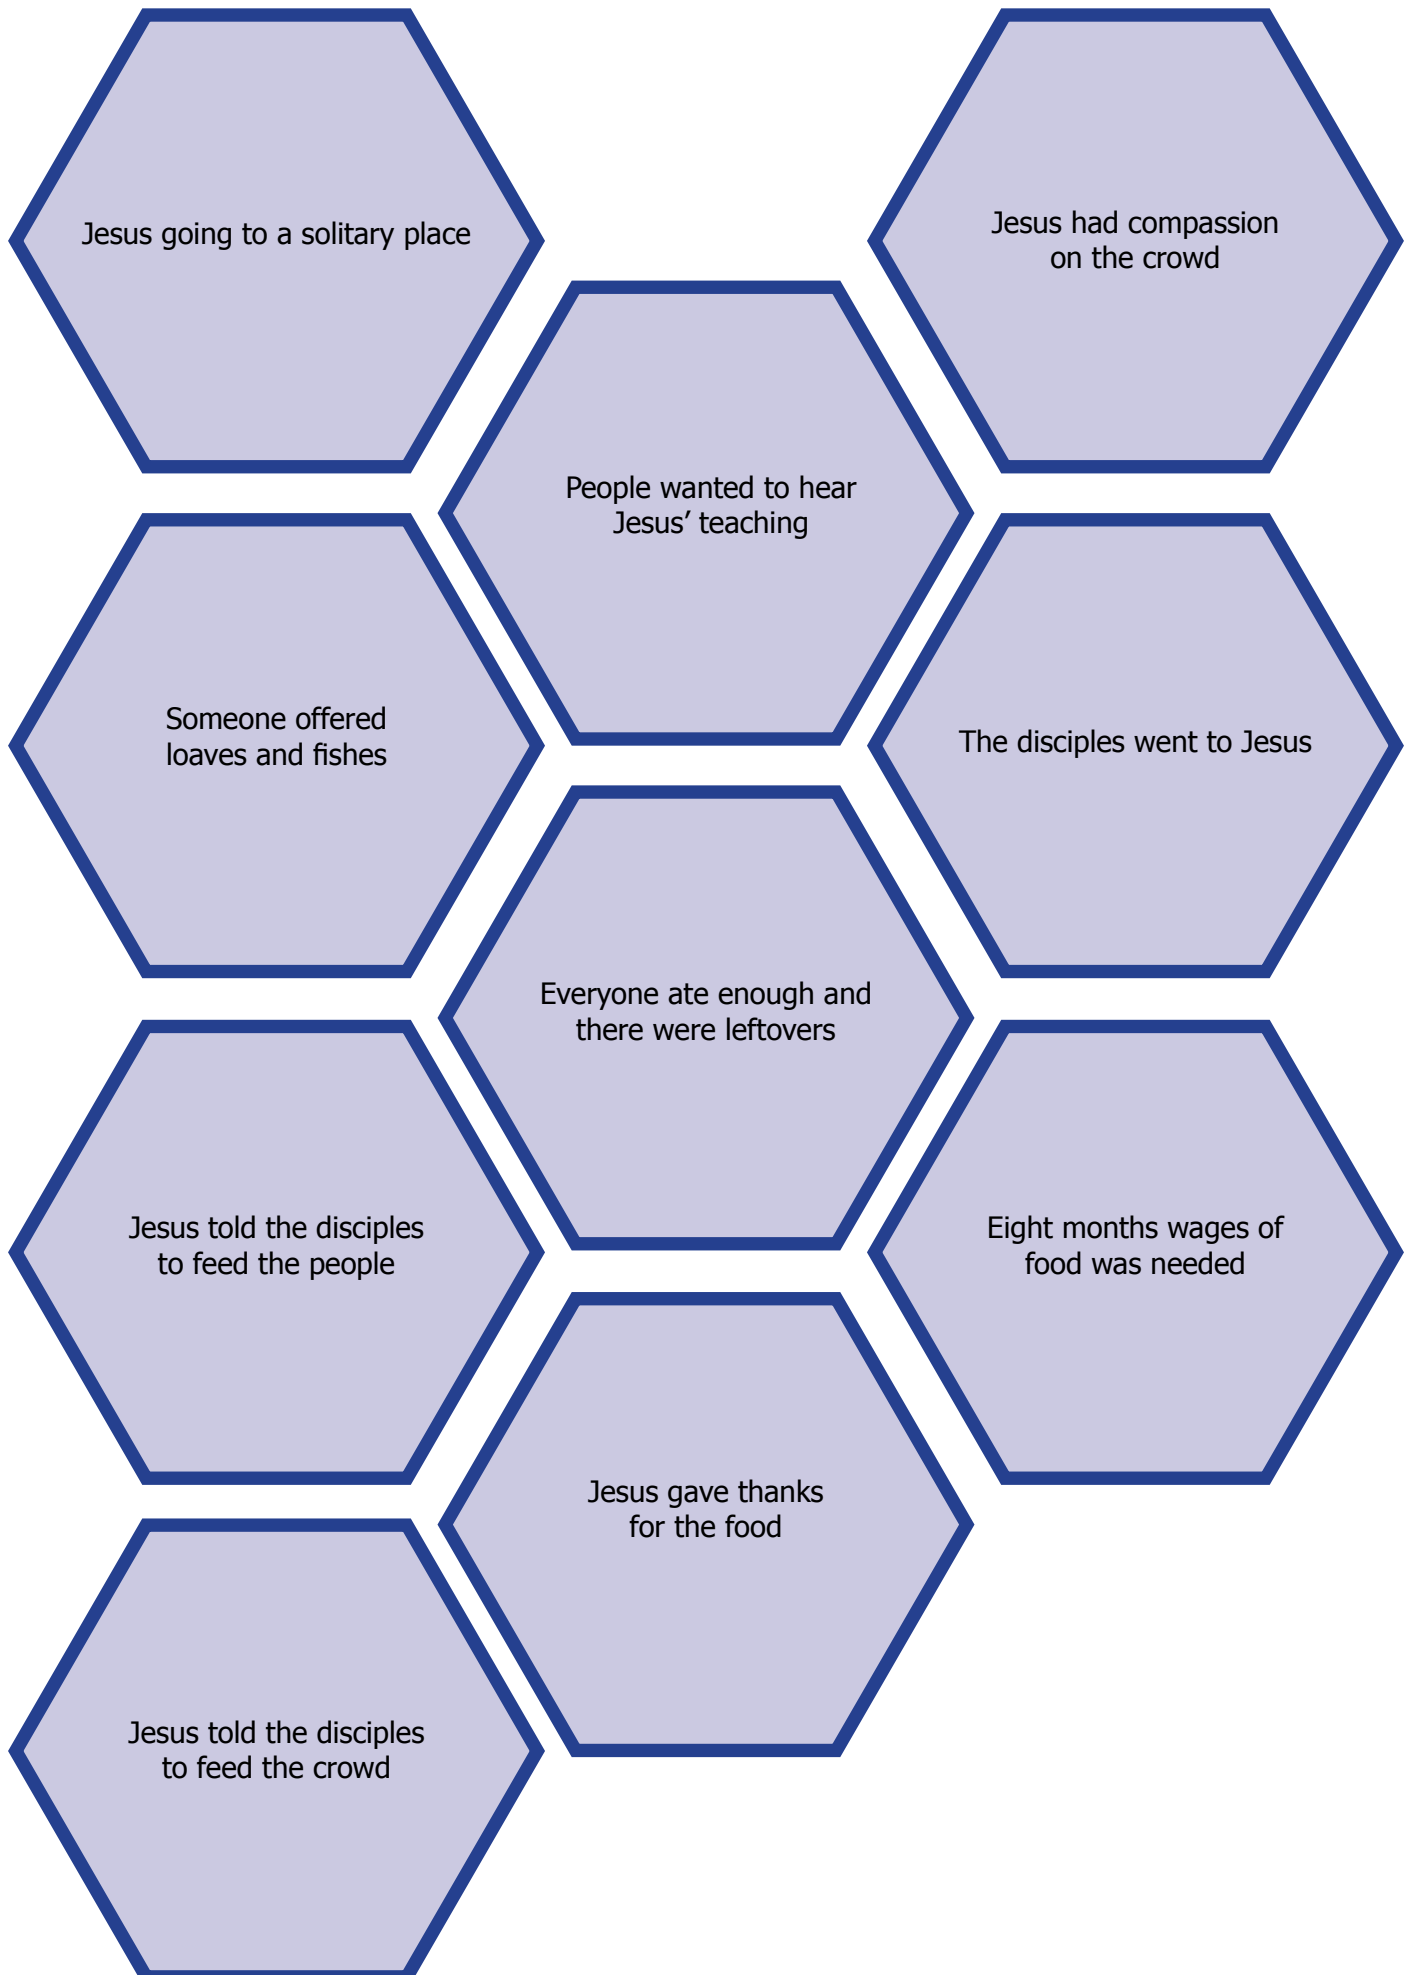 Jesus going to a solitary place
Jesus had compassion
on the crowd
People wanted to hear
Jesus’ teaching
Someone offered
loaves and fishes
The disciples went to Jesus
Everyone ate enough and
there were leftovers
Jesus told the disciples
to feed the people
Eight months wages of
food was needed
Jesus gave thanks
for the food
Jesus told the disciples
to feed the crowd